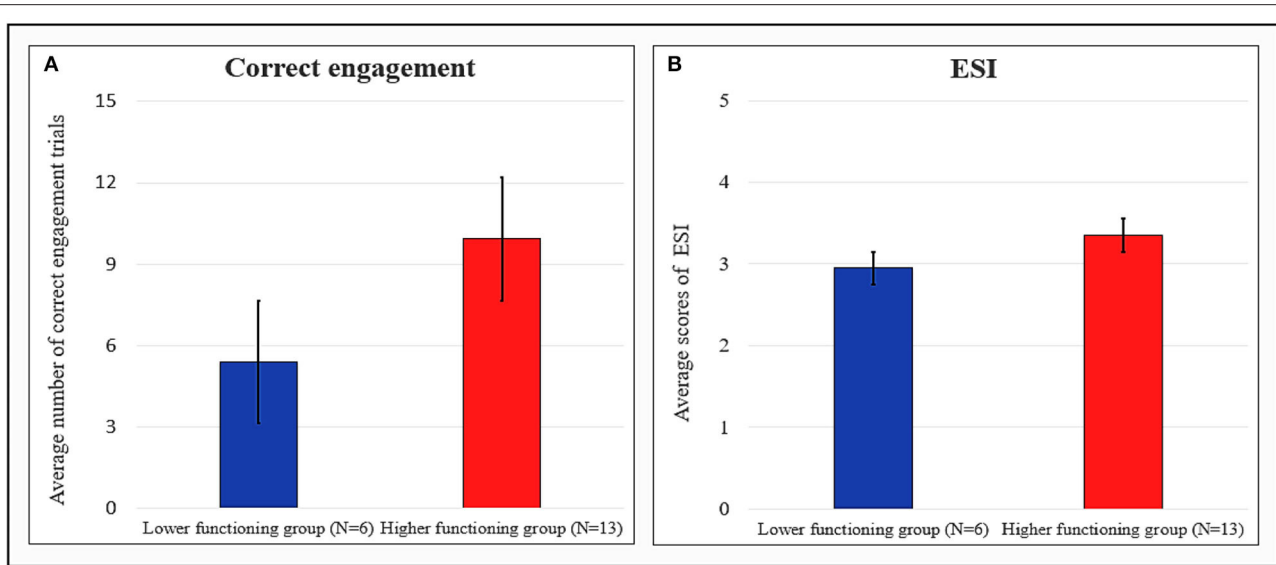 A
Correct engagement
Average number of correct engagement trials
15
12
9
6
3
0
Lower functioning group (N=6) Higher functioning group (N=13)
B
ESI
Average scores of ESI
5
4
3
2
1
0
Lower functioning group (N=6) Higher functioning group (N=13)